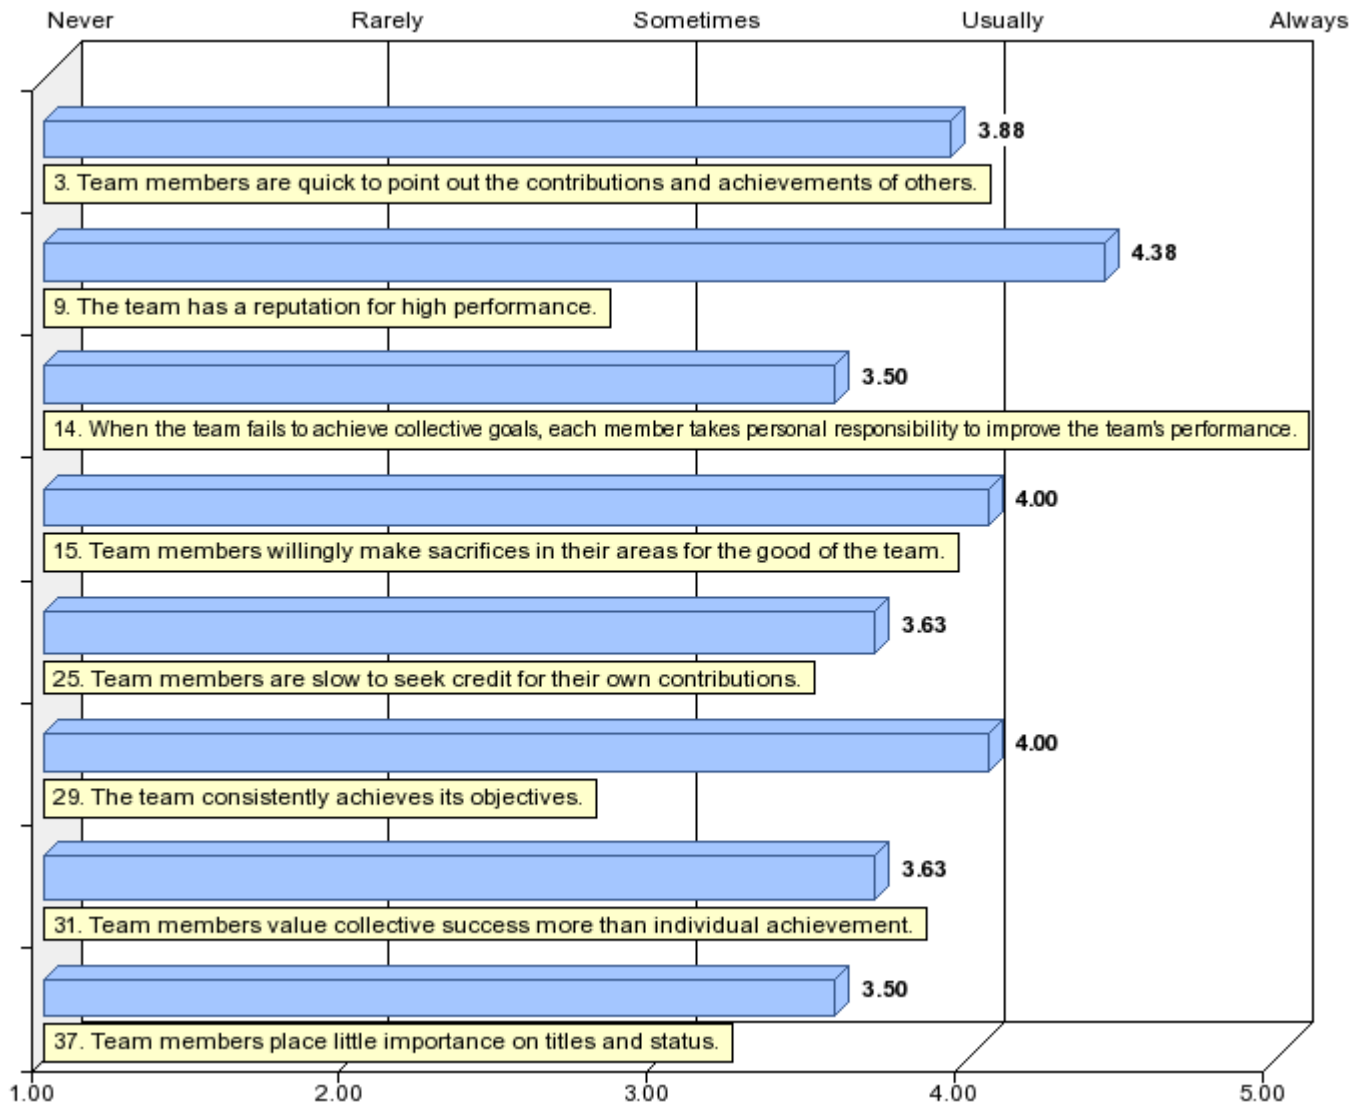 Never Rarely Sometimes Usually Always
3.88
3. Team members are quick to point out the contributions and achievements of others.
4.38
9. The team has a reputation for high performance.
3.50
14. When the team fails to achieve collective goals, each member takes personal responsibility to improve the team's performance.
4.00
15. Team members willingly make sacrifices in their areas for the good of the team.
3.63
25. Team members are slow to seek credit for their own contributions.
4.00
29. The team consistently achieves its objectives.
3.63
31. Team members value collective success more than individual achievement.
3.50
37. Team members place little importance on titles and status.
1.00 2.00 3.00 4.00 5.00